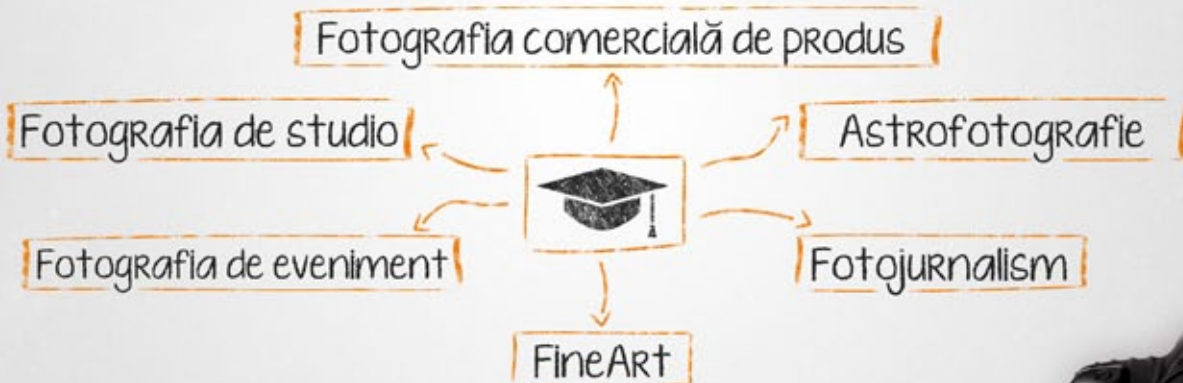 Fotografia comercială de produs
Fotografia de studio
Astrofotografie
Fotografia de eveniment
Fotojurnalism
FineArt